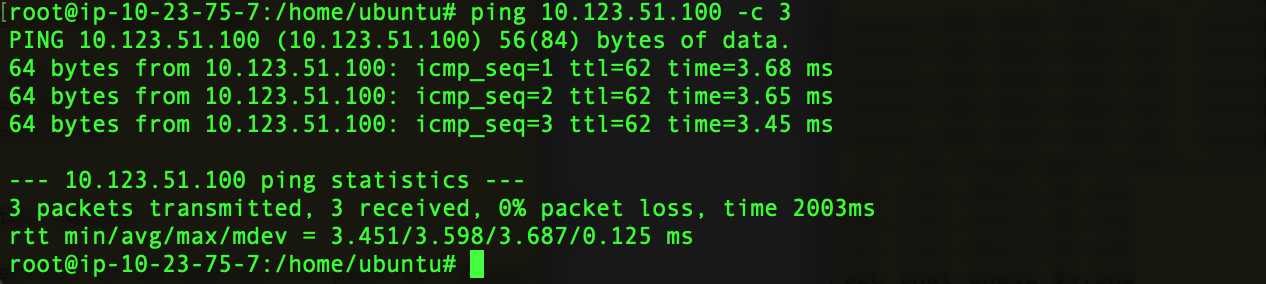 [root@ip-10-23-75-7:/home/ubuntu# ping 10.123.51.100 -c 3
PING 10.123.51.100 (10.123.51.100) 56(84) bytes of data.
64 bytes from 10.123.51.100: icmp_seq=1 ttl=62 time=3.68 ms
64 bytes from 10.123.51.100: icmp_seq=2 ttl=62 time=3.65 ms
64 bytes from 10.123.51.100: icmp_seq=3 ttl=62 time=3.45 ms
--- 10.123.51.100 ping statistics ---
3 packets transmitted, 3 received, 0% packet loss, time 2003ms
rtt min/avg/max/mdev = 3.451/3.598/3.687/0.125 ms
root@ip-10-23-75-7:/home/ubuntu#